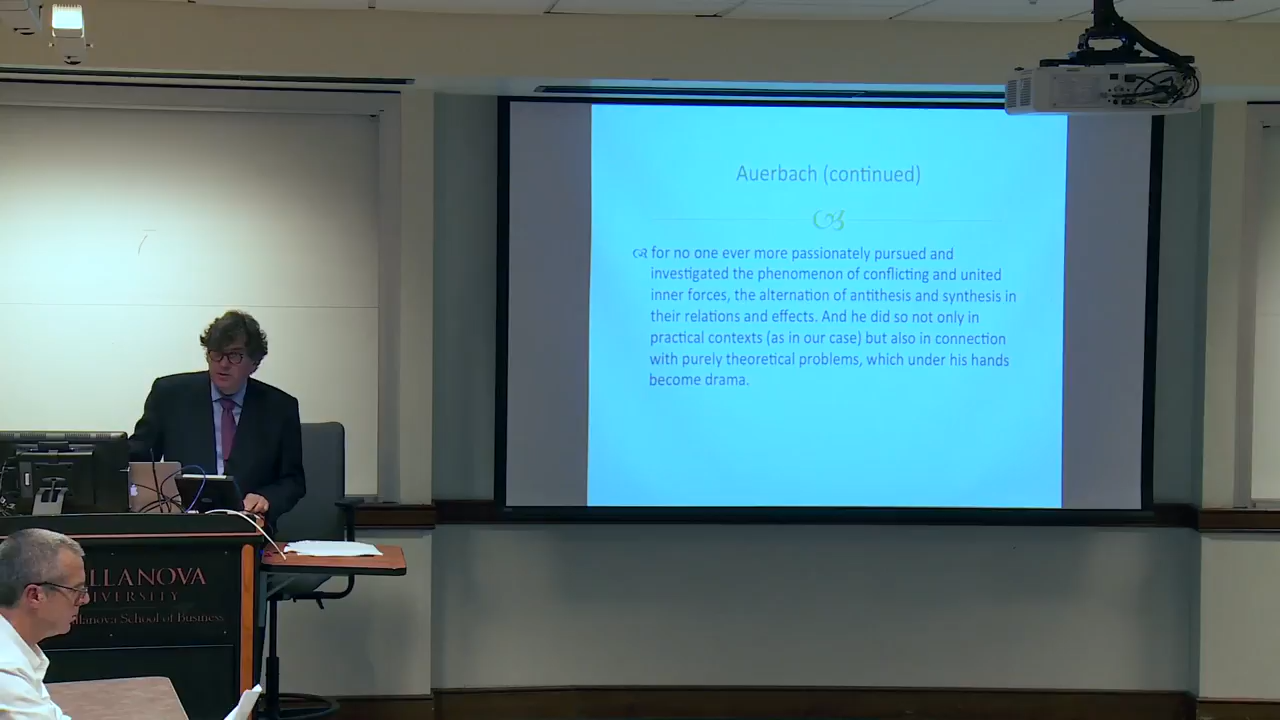 Auerbach (continued)
for no one ever more passionately pursued and
investigated the phenomenon of conflicting and united
inner forces, the alternation of antithesis and synthesis in
their relations and effects. And he did so not only in
practical contexts (as in our case) but also in connection
with purely theoretical problems, which under his hands
become drama.
LLANOVA
IVERSITY
llanova School of Business